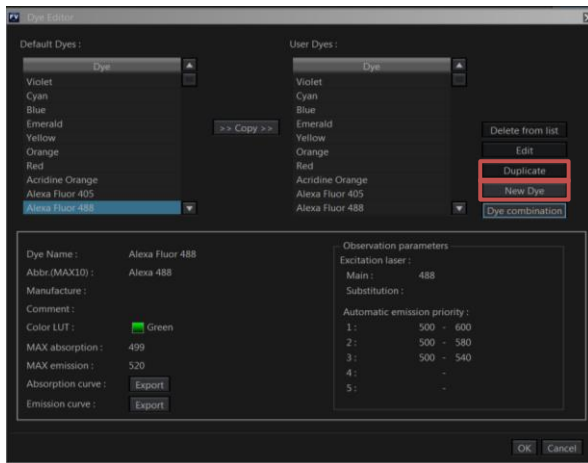 FV Dye Editor
Default Dyes :
Dye
Violet
Cyan
Blue
Emerald
Yellow
Orange
Red
Acridine Orange
Alexa Fluor 405
Alexa Fluor 488
>> Copy >>
User Dyes :
Dye
Violet
Cyan
Blue
Emerald
Yellow
Orange
Red
Acridine Orange
Alexa Fluor 405
Alexa Fluor 488
Delete from list
Edit
Duplicate
New Dye
Dye combination
Dye Name : Alexa Fluor 488
Abbr.(MAX10) : Alexa 488
Manufacture :
Comment :
Color LUT : Green
MAX absorption : 499
MAX emission : 520
Absorption curve : Export
Emission curve : Export
Observation parameters
Excitation laser :
Main : 488
Substitution :
Automatic emission priority :
1 : 500 - 600
2 : 500 - 580
3 : 500 - 540
4 : -
5 : -
OK Cancel